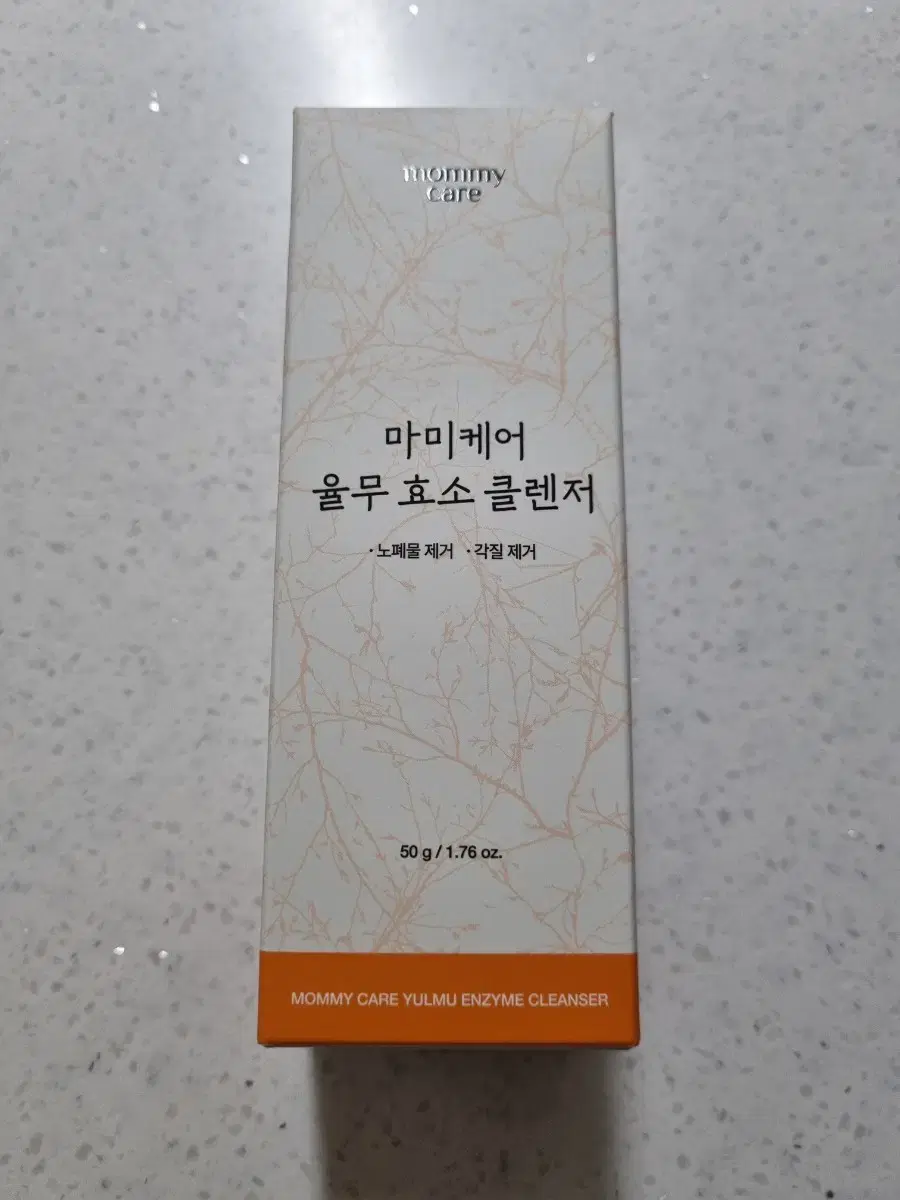 mommy
care
마미케어
율무 효소 클렌저
·노폐물 제거 ·각질 제거
50 g / 1.76 oz.
MOMMY CARE YULMU ENZYME CLEANSER